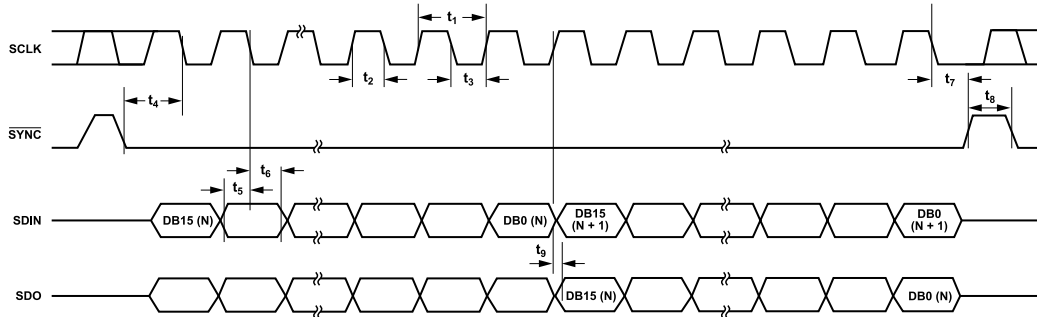 t1
SCLK
t2
t3
t7
t4
t8
SYNC
t6
t5
SDIN
DB15 (N)
DB0 (N)
DB15
(N + 1)
DB0
(N + 1)
t9
SDO
DB15 (N)
DB0 (N)